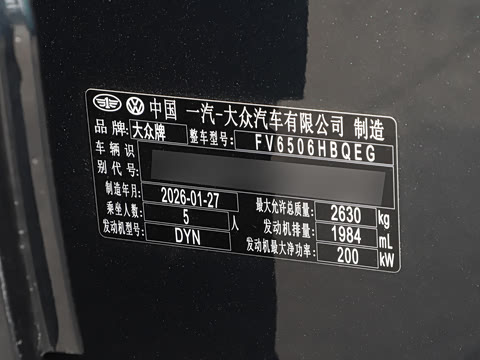 中国 一汽-大众汽车有限公司 制造
品牌: 大众牌 整车型号: FV6506HBQEG
车辆识
别代号:
制造年月: 2026-01-27 最大允许总质量: 2630 kg
乘坐人数: 5 人 发动机排量: 1984 mL
发动机型号: DYN 发动机最大净功率: 200 kW